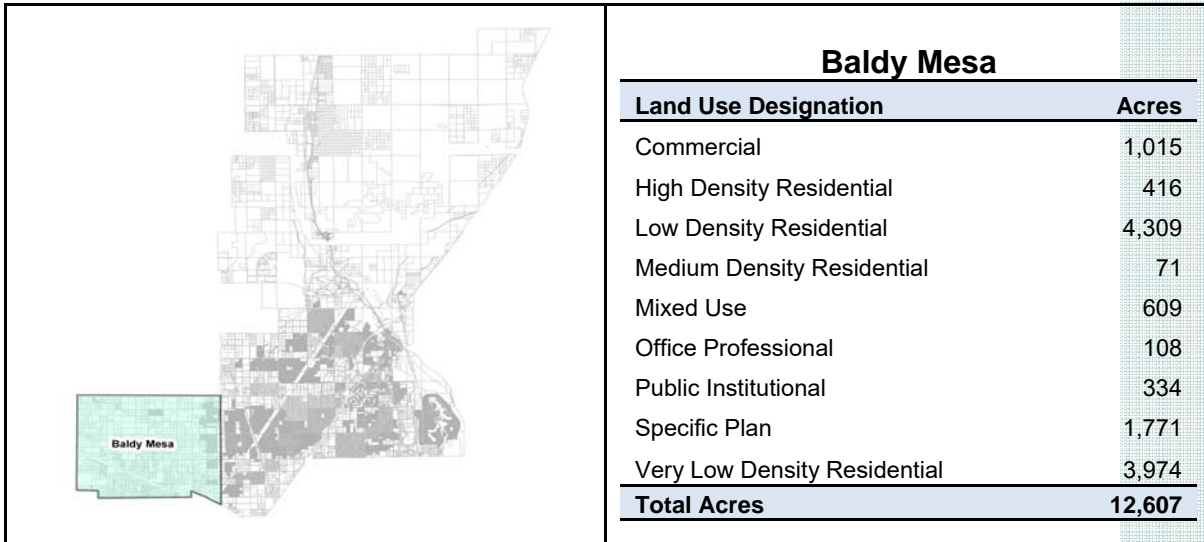 Baldy Mesa
Baldy Mesa
Land Use Designation Acres
Commercial 1,015
High Density Residential 416
Low Density Residential 4,309
Medium Density Residential 71
Mixed Use 609
Office Professional 108
Public Institutional 334
Specific Plan 1,771
Very Low Density Residential 3,974
Total Acres 12,607